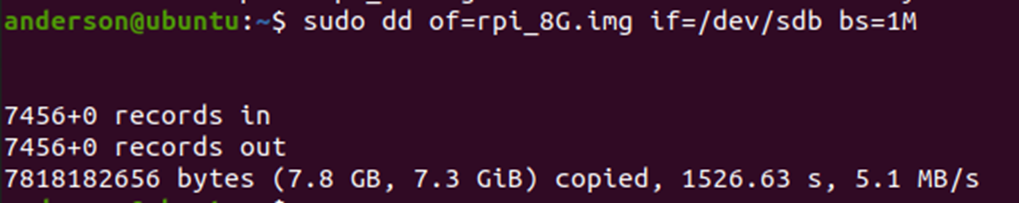 anderson@ubuntu:~$ sudo dd of=rpi_8G.img if=/dev/sdb bs=1M
7456+0 records in
7456+0 records out
7818182656 bytes (7.8 GB, 7.3 GiB) copied, 1526.63 s, 5.1 MB/s